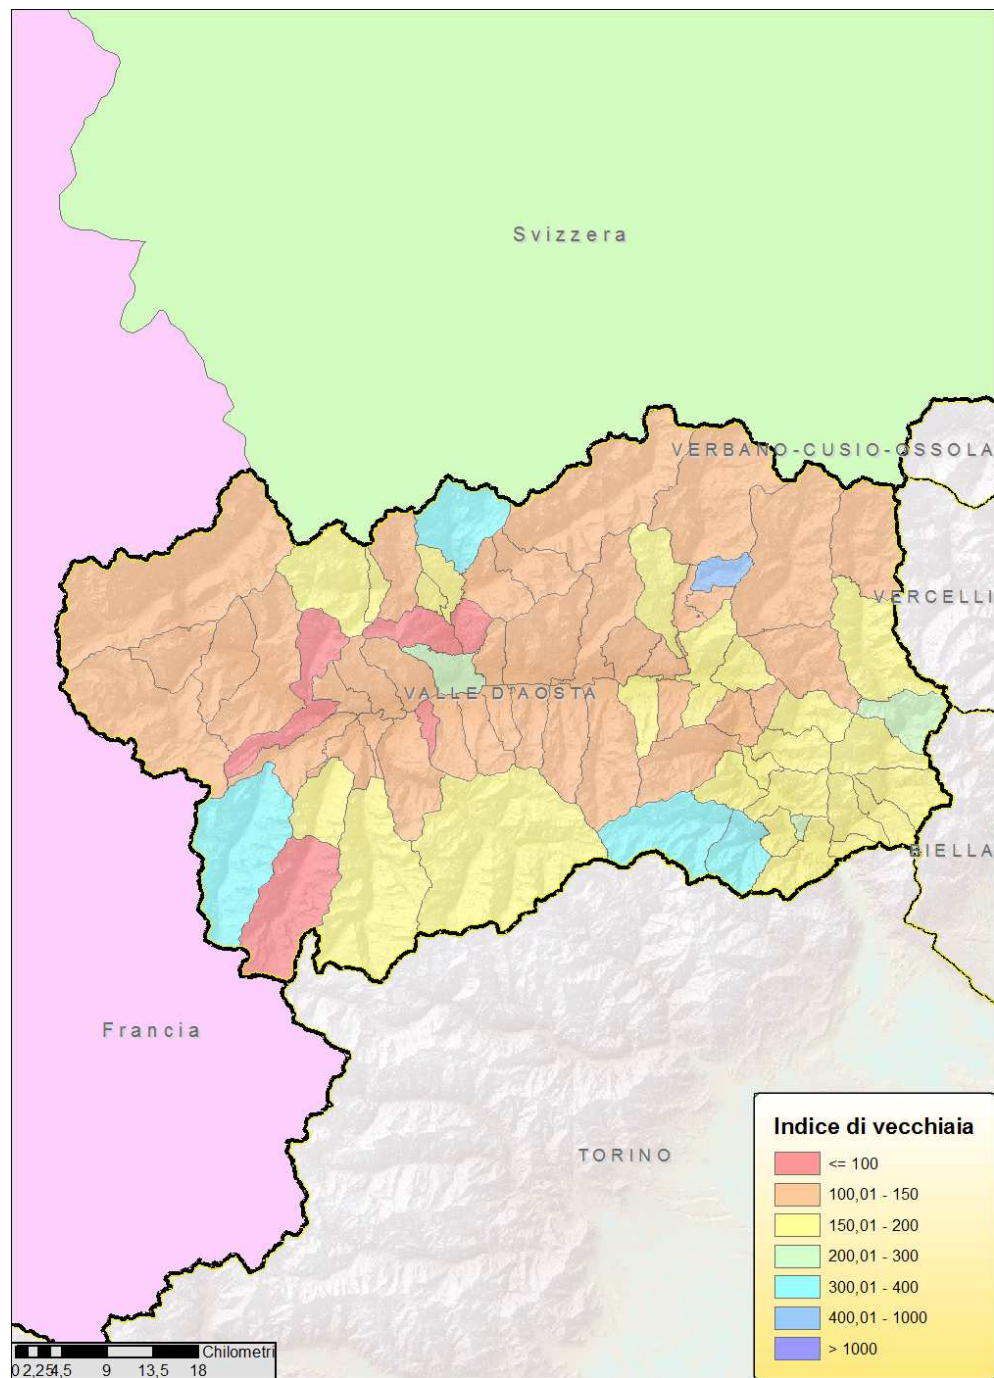 Svizzera
VERBANO-CUSIO-OSSOLA
VERCELLI
VALLE D'AOSTA
BIELLA
Francia
TORINO
Indice di vecchiaia
<= 100
100,01 - 150
150,01 - 200
200,01 - 300
300,01 - 400
400,01 - 1000
> 1000
Chilometri
0 2,25 4,5 9 13,5 18